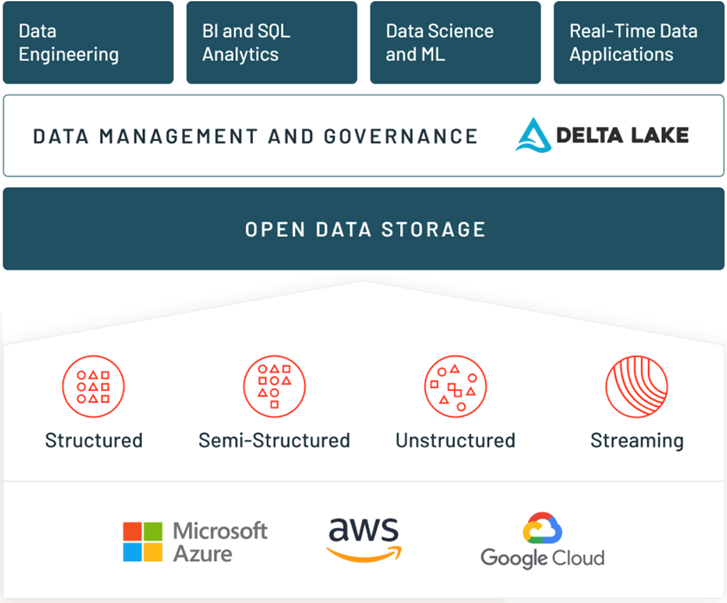 Data
Engineering
BI and SQL
Analytics
Data Science
and ML
Real-Time Data
Applications
DATA MANAGEMENT AND GOVERNANCE
DELTA LAKE
OPEN DATA STORAGE
Structured
Semi-Structured
Unstructured
Streaming
Microsoft
Azure
aws
Google Cloud